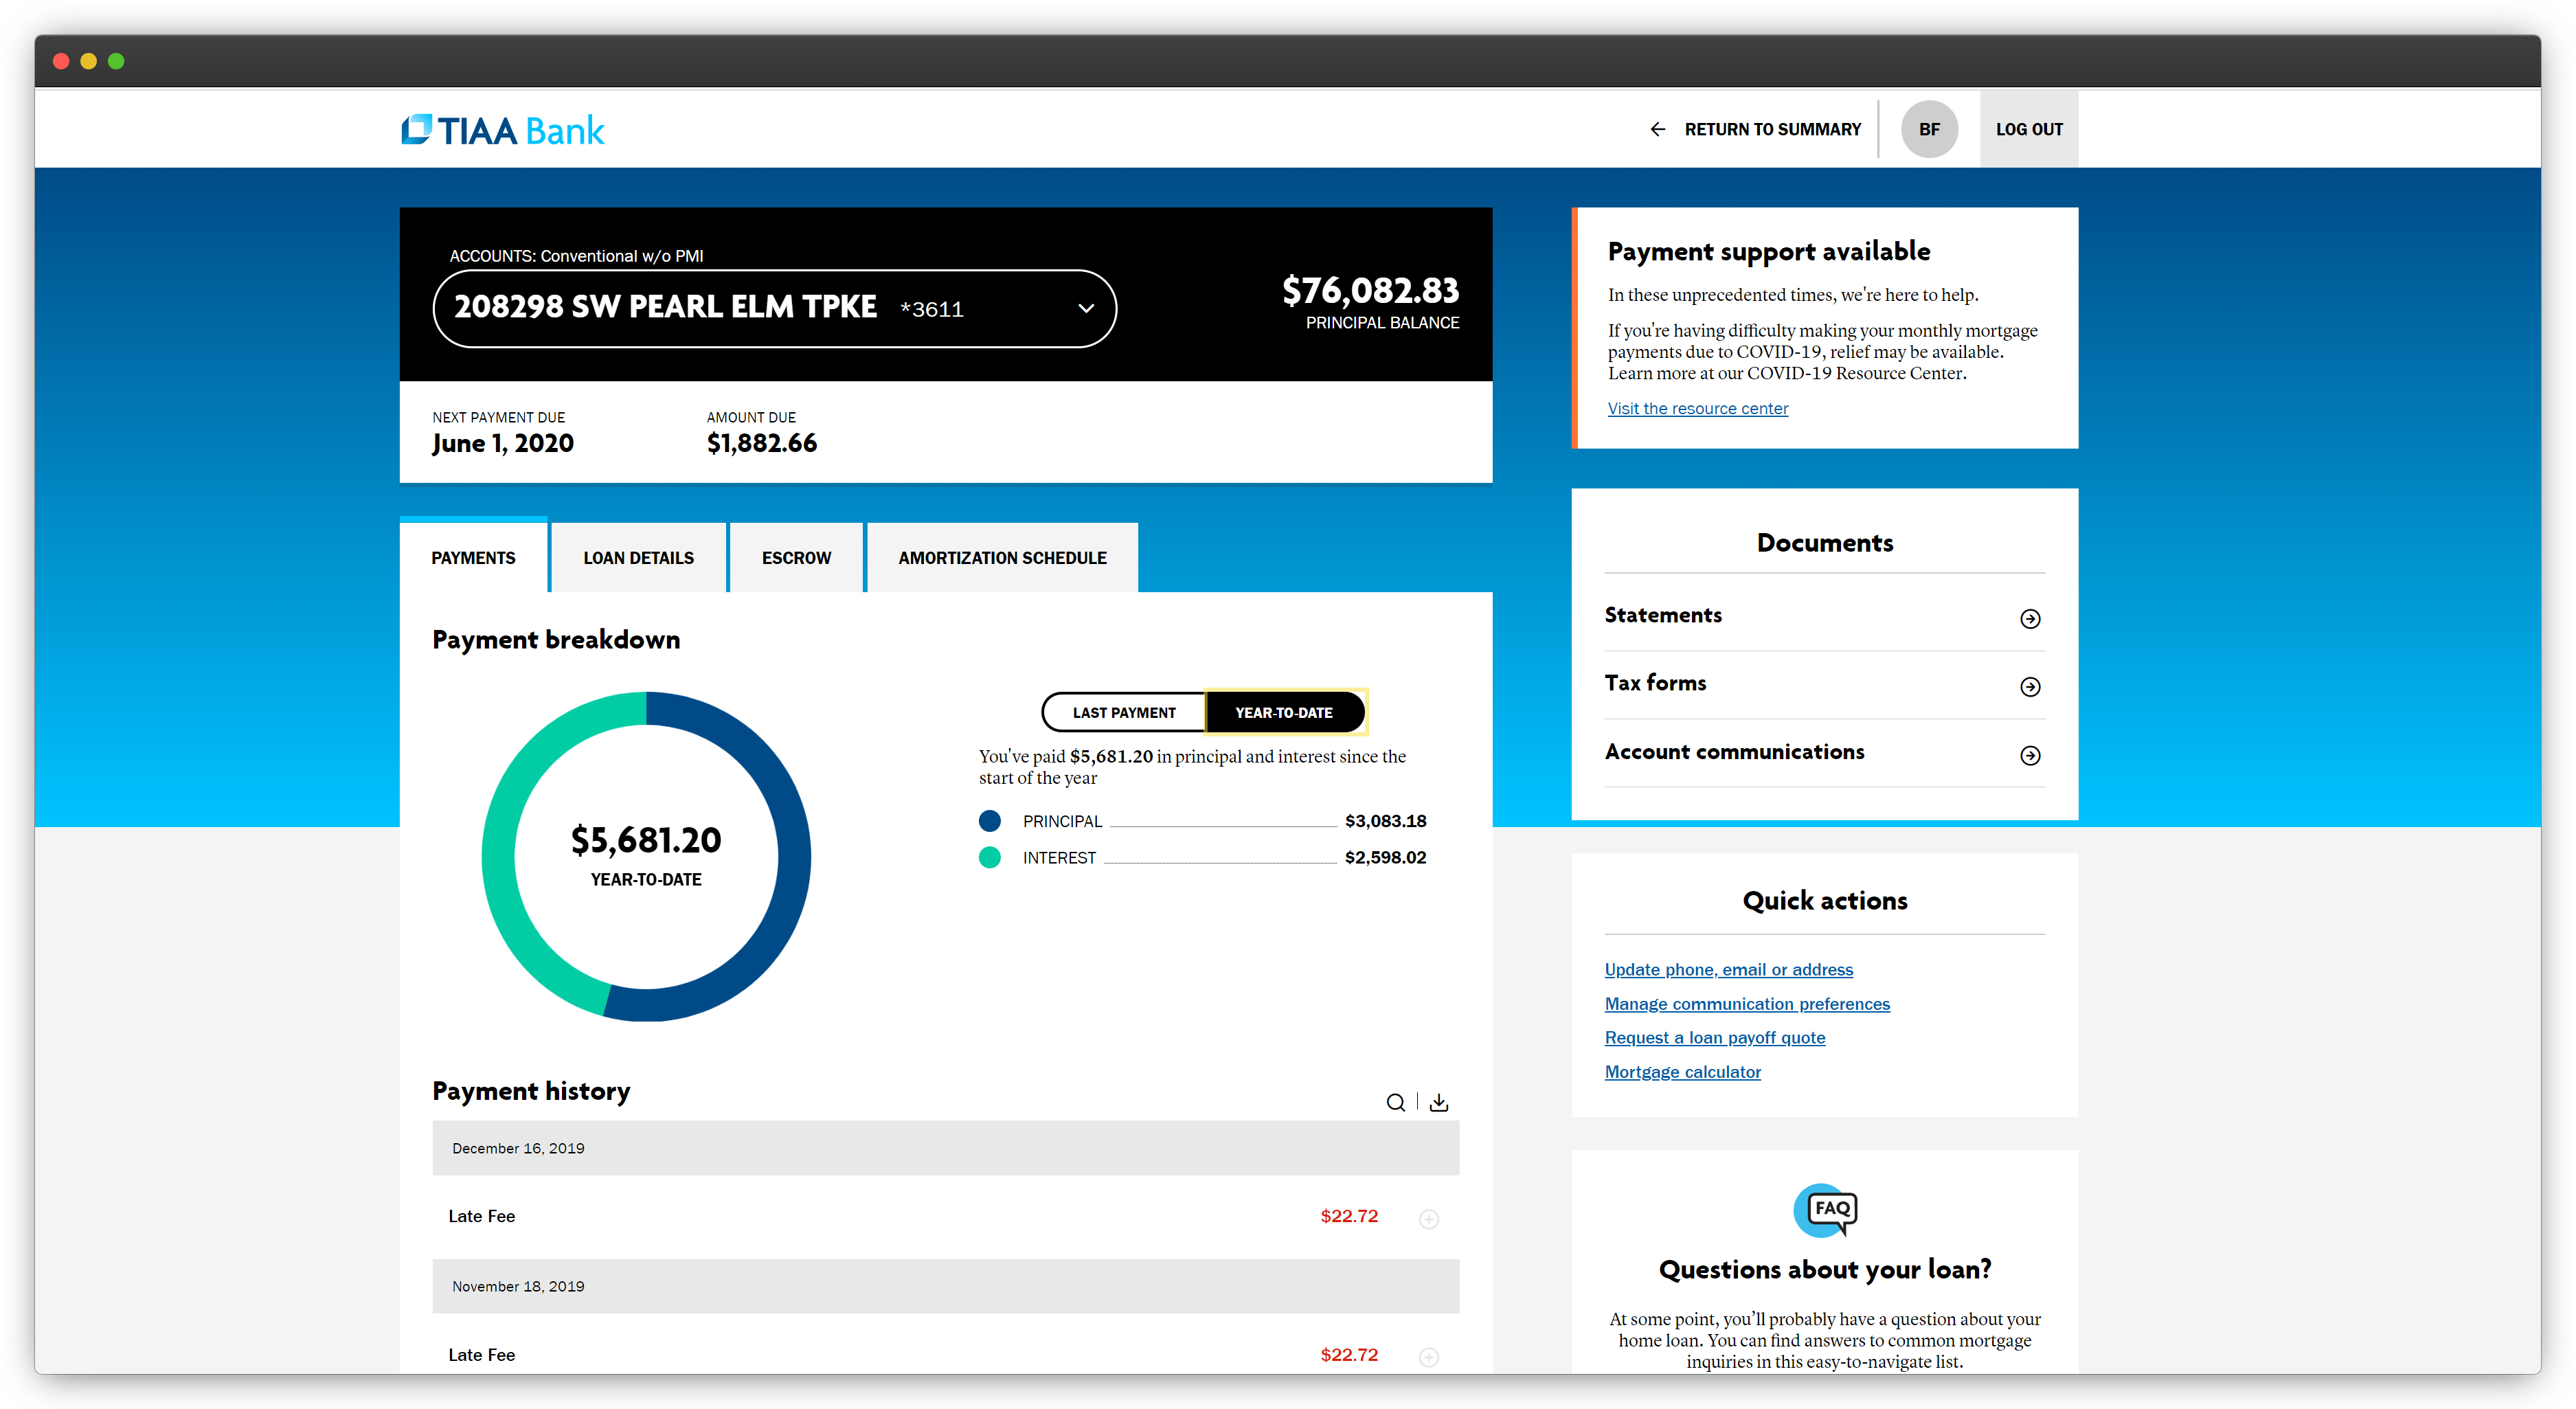 TIAA Bank
RETURN TO SUMMARY
BF
LOG OUT
ACCOUNTS: Conventional w/o PMI
208298 SW PEARL ELM TPKE *3611
$76,082.83
PRINCIPAL BALANCE
NEXT PAYMENT DUE
June 1, 2020
AMOUNT DUE
$1,882.66
PAYMENTS
LOAN DETAILS
ESCROW
AMORTIZATION SCHEDULE
Payment breakdown
$5,681.20
YEAR-TO-DATE
LAST PAYMENT
YEAR-TO-DATE
You've paid $5,681.20 in principal and interest since the
start of the year
PRINCIPAL $3,083.18
INTEREST $2,598.02
Payment history
December 16, 2019
Late Fee $22.72
November 18, 2019
Late Fee $22.72
Payment support available
In these unprecedented times, we're here to help.
If you're having difficulty making your monthly mortgage
payments due to COVID-19, relief may be available.
Learn more at our COVID-19 Resource Center.
Visit the resource center
Documents
Statements
Tax forms
Account communications
Quick actions
Update phone, email or address
Manage communication preferences
Request a loan payoff quote
Mortgage calculator
FAQ
Questions about your loan?
At some point, you’ll probably have a question about your
home loan. You can find answers to common mortgage
inquiries in this easy-to-navigate list.